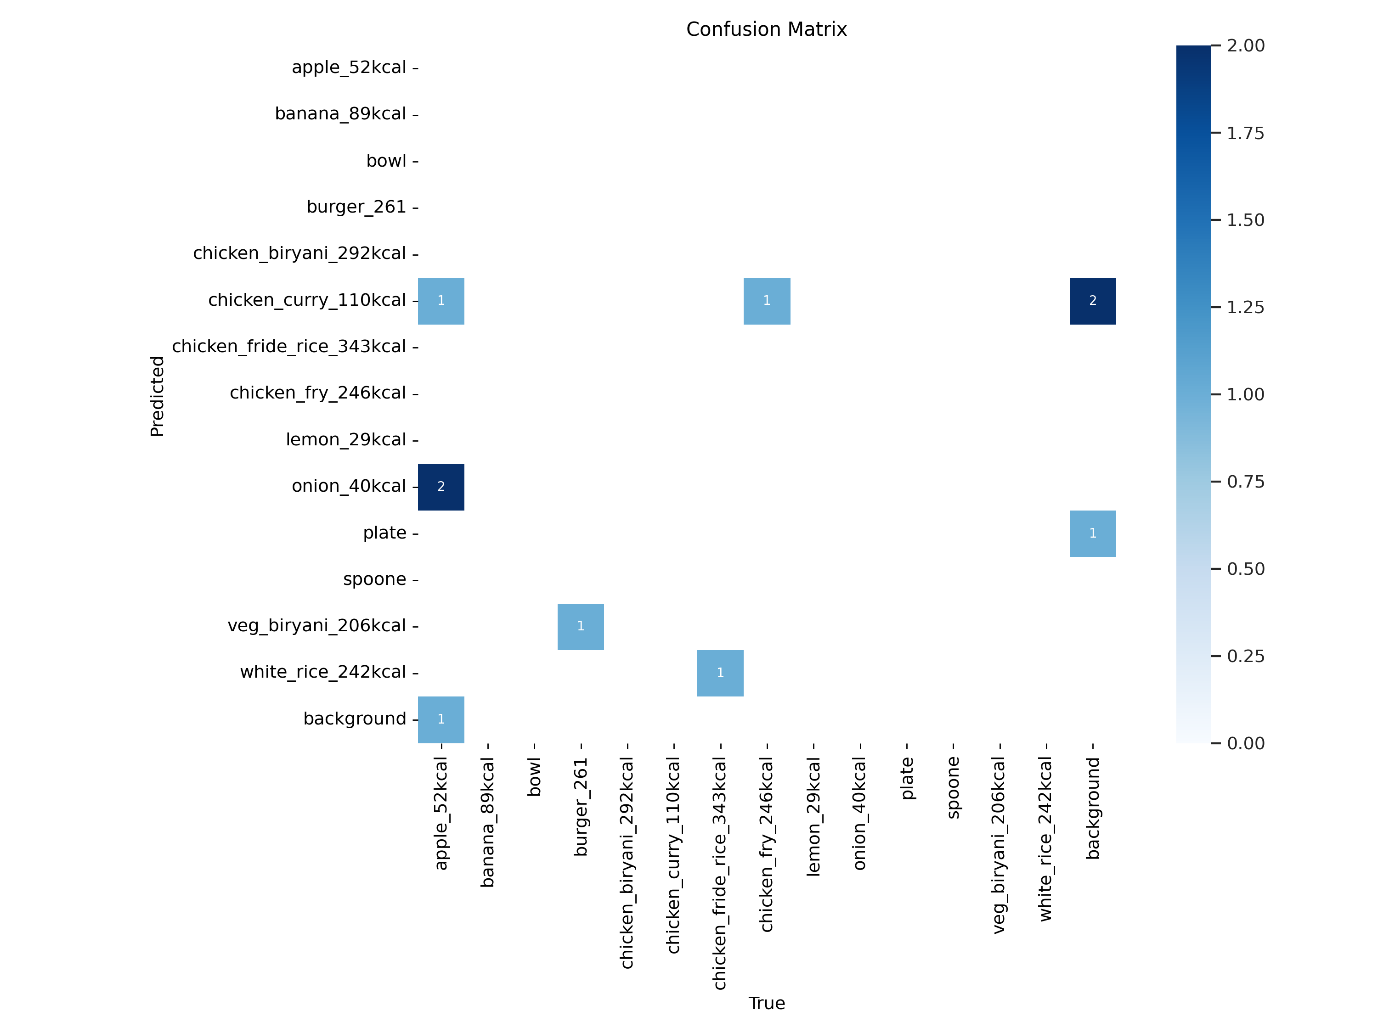 Confusion Matrix
apple_52kcal
banana_89kcal
bowl
burger_261
chicken_biryani_292kcal
chicken_curry_110kcal
chicken_fride_rice_343kcal
chicken_fry_246kcal
lemon_29kcal
onion_40kcal
plate
spoone
veg_biryani_206kcal
white_rice_242kcal
background
Predicted
1 1 2
2
1
1
1
1
apple_52kcal
banana_89kcal
bowl
burger_261
chicken_biryani_292kcal
chicken_curry_110kcal
chicken_fride_rice_343kcal
chicken_fry_246kcal
lemon_29kcal
onion_40kcal
plate
spoone
veg_biryani_206kcal
white_rice_242kcal
background
True
2.00
1.75
1.50
1.25
1.00
0.75
0.50
0.25
0.00